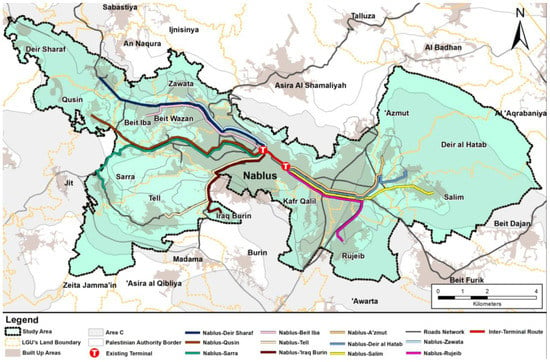 Sabastiya
Ijnisinya
Talluza
N
Deir Sharaf
An Naqura
Al Badhan
Zawata
Asira Al Shamaliyah
Qusin
Beit Iba
Beit Wazan
'Azmut
Al 'Aqrabaniya
Deir al Hatab
T
T
Jit
Sarra
Nablus
Salim
Tell
Kafr Qalil
Iraq Burin
Beit Dajan
Rujeib
Madama
Burin
Zeita Jamma'in
'Asira al Qibliya
Beit Furik
'Awarta
0 1 2 4
Kilometers
Legend
Study Area
Area C
Nablus-Deir Sharaf
Nablus-Beit Iba
Nablus-A'zmut
Roads Network
Inter-Terminal Route
LGU's Land Boundary
Palestinian Authority Border
Nablus-Qusin
Nablus-Tell
Nablus-Deir al Hatab
Nablus-Zawata
Built Up Areas
T Existing Terminal
Nablus-Sarra
Nablus-'Iraq Burin
Nablus-Salim
Nablus-Rujeib